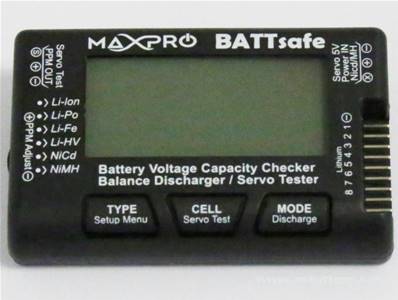 MAXPRO BATTsafe
Servo Test
PPM OUT
Servo 5V
Power IN
Nicd/MH
Li-Ion
Li-Po
Li-Fe
Li-HV
NiCd
NiMH
PPM Adjust
Lithium
8 7 6 5 4 3 2 1
Battery Voltage Capacity Checker
Balance Discharger / Servo Tester
TYPE
Setup Menu
CELL
Servo Test
MODE
Discharge